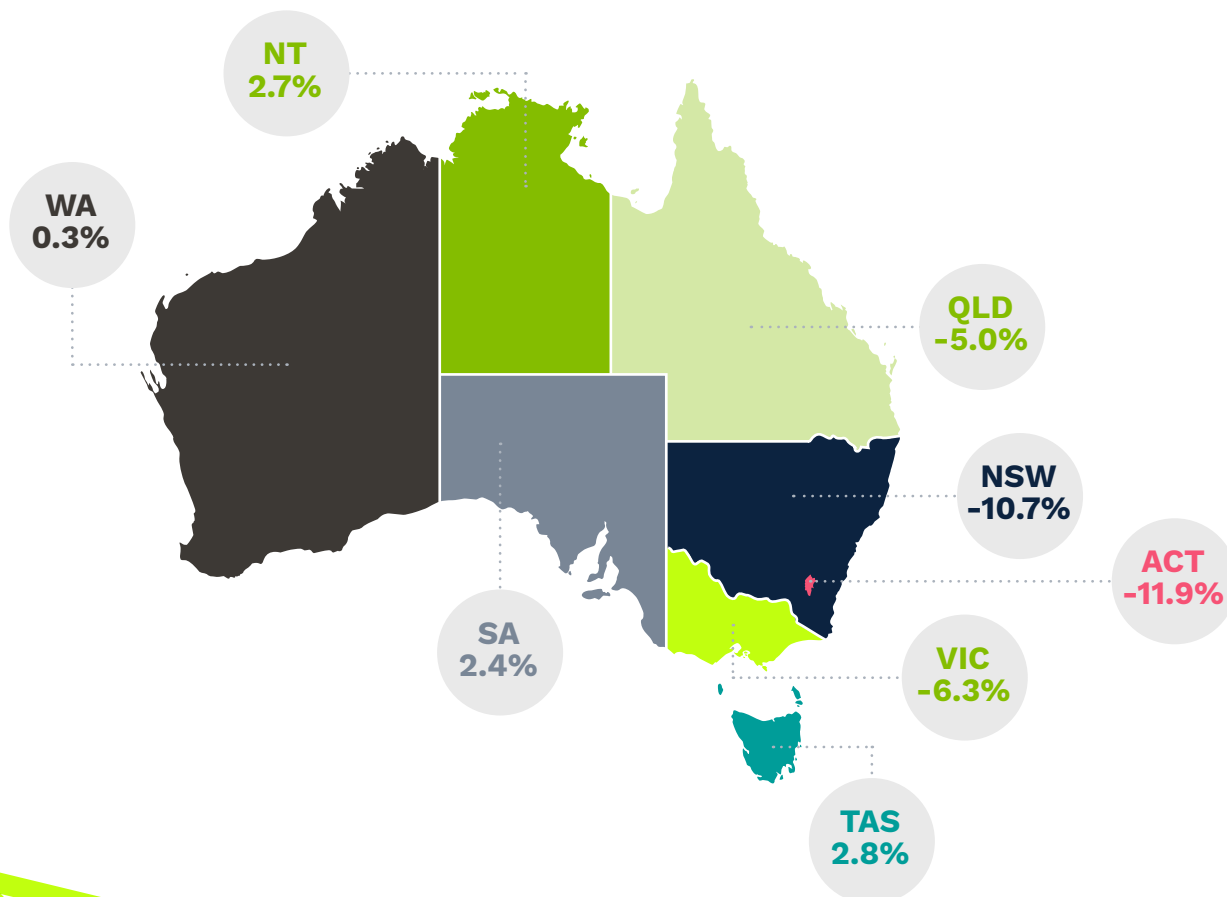 NT
2.7%
WA
0.3%
QLD
-5.0%
NSW
-10.7%
ACT
-11.9%
SA
2.4%
VIC
-6.3%
TAS
2.8%